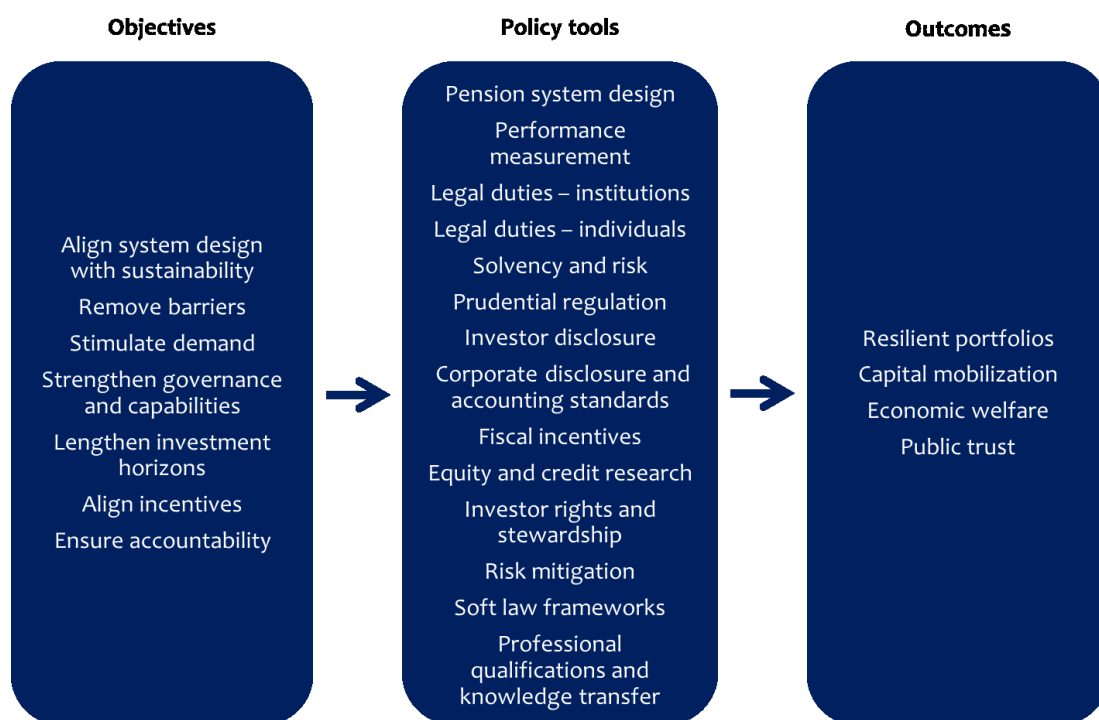 Objectives
Align system design
with sustainability
Remove barriers
Stimulate demand
Strengthen governance
and capabilities
Lengthen investment
horizons
Align incentives
Ensure accountability
Policy tools
Pension system design
Performance
measurement
Legal duties – institutions
Legal duties – individuals
Solvency and risk
Prudential regulation
Investor disclosure
Corporate disclosure and
accounting standards
Fiscal incentives
Equity and credit research
Investor rights and
stewardship
Risk mitigation
Soft law frameworks
Professional
qualifications and
knowledge transfer
Outcomes
Resilient portfolios
Capital mobilization
Economic welfare
Public trust